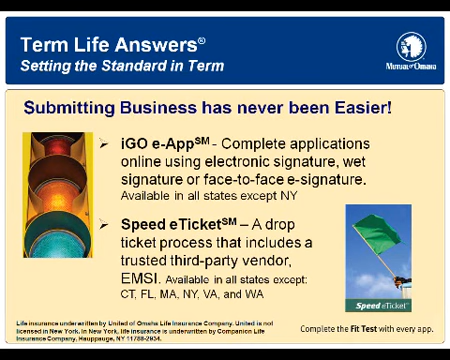 Term Life Answers®
Setting the Standard in Term
MUTUAL of OMAHA
Submitting Business has never been Easier!
➢ iGO e-App℠ - Complete applications
online using electronic signature, wet
signature or face-to-face e-signature.
Available in all states except NY
➢ Speed eTicket℠ – A drop
ticket process that includes a
trusted third-party vendor,
EMSI. Available in all states except:
CT, FL, MA, NY, VA, and WA
Speed eTicket
Life insurance underwritten by United of Omaha Life Insurance Company. United is not
licensed in New York. In New York, life insurance is underwritten by Companion Life
Insurance Company, Hauppauge, NY 11788-2934.
Complete the Fit Test with every app.